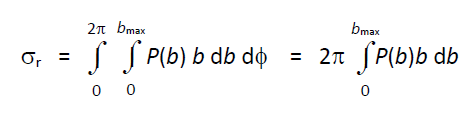 σr = ∫₀^2π ∫₀^bmax P(b) b db dϕ = 2π ∫₀^bmax P(b)b db